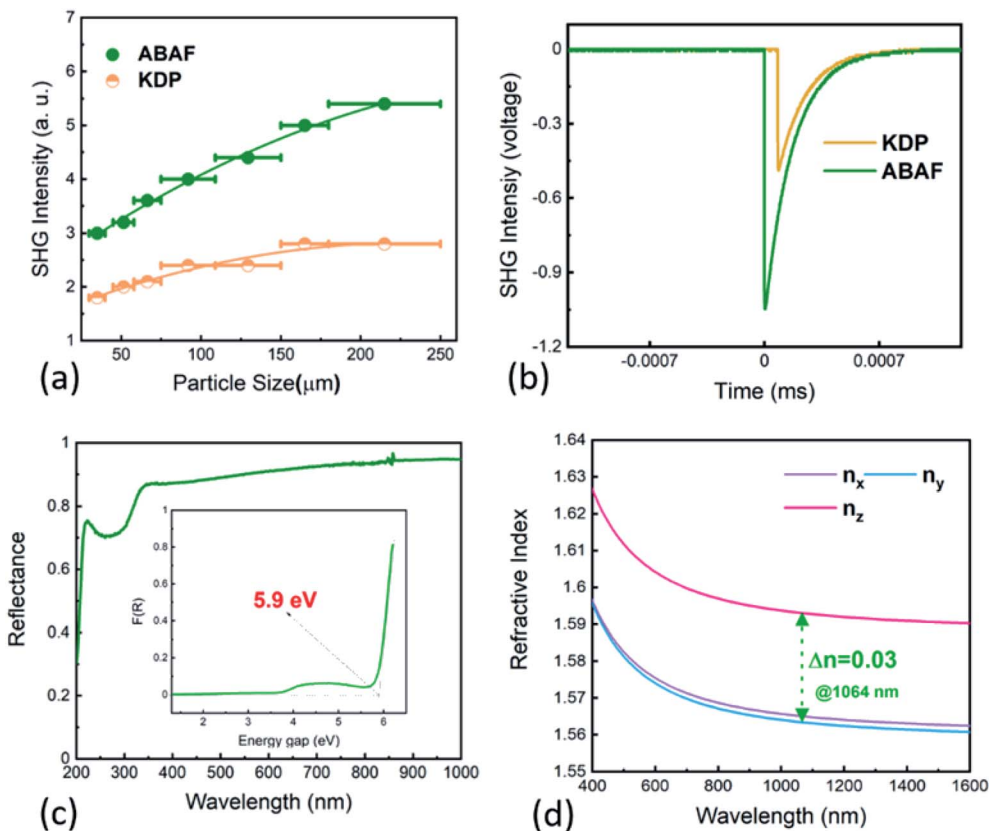 ABAF
KDP
7
6
5
4
3
2
1
SHG Intensity (a. u.)
50
100
150
200
250
Particle Size(μm)
(a)
0
-0.3
-0.6
-0.9
-1.2
SHG Intensiy (voltage)
KDP
ABAF
-0.0007
0
0.0007
Time (ms)
(b)
1
0.8
0.6
0.4
0.2
0
Reflectance
1
0.8
0.6
0.4
0.2
0
F(R)
5.9 eV
2
3
4
5
6
Energy gap (eV)
200
300
400
500
600
700
800
900
1000
Wavelength (nm)
(c)
1.64
1.63
1.62
1.61
1.6
1.59
1.58
1.57
1.56
1.55
Refractive Index
nₓ
n_y
n_z
Δn=0.03
@1064 nm
400
600
800
1000
1200
1400
1600
Wavelength (nm)
(d)